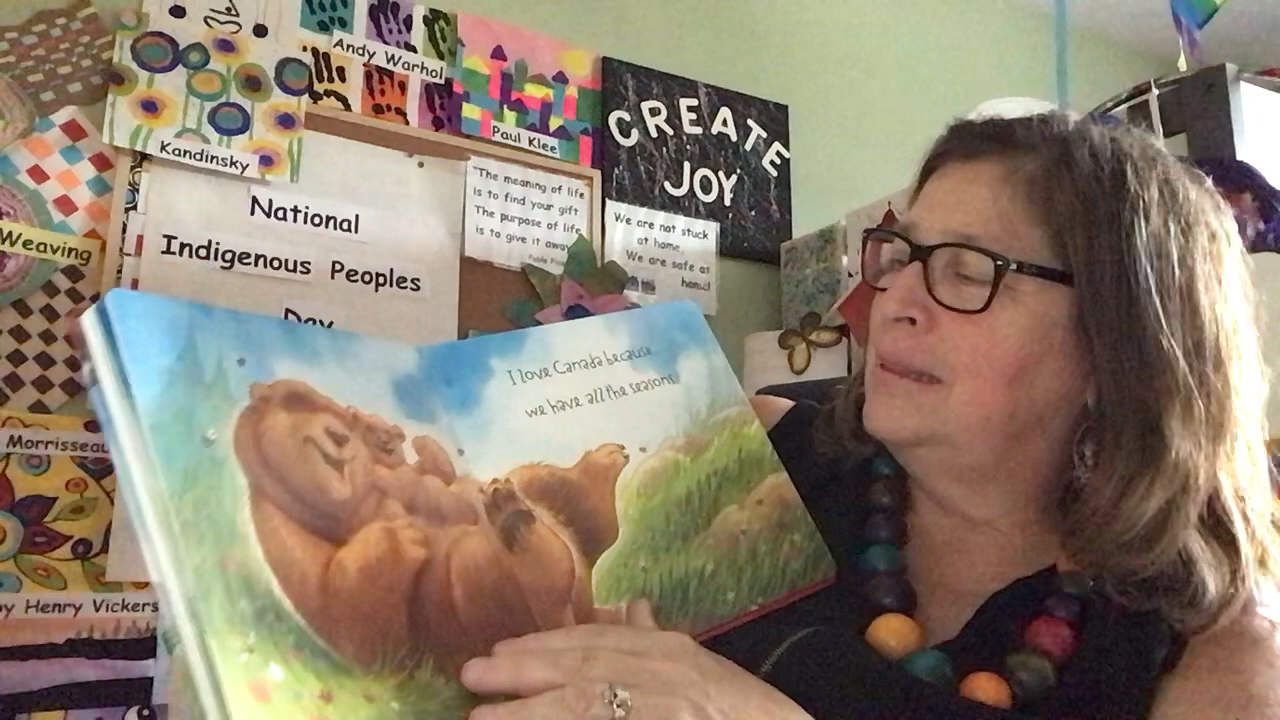 Andy Warhol
Paul Klee
Kandinsky
CREATE
JOY
National
Indigenous Peoples
Day
"The meaning of life
is to find your gift
The purpose of life
is to give it away
We are not stuck
at home
We are safe at
home!
Weaving
I love Canada because
we have all the seasons
Morrisseau
by Henry Vickers